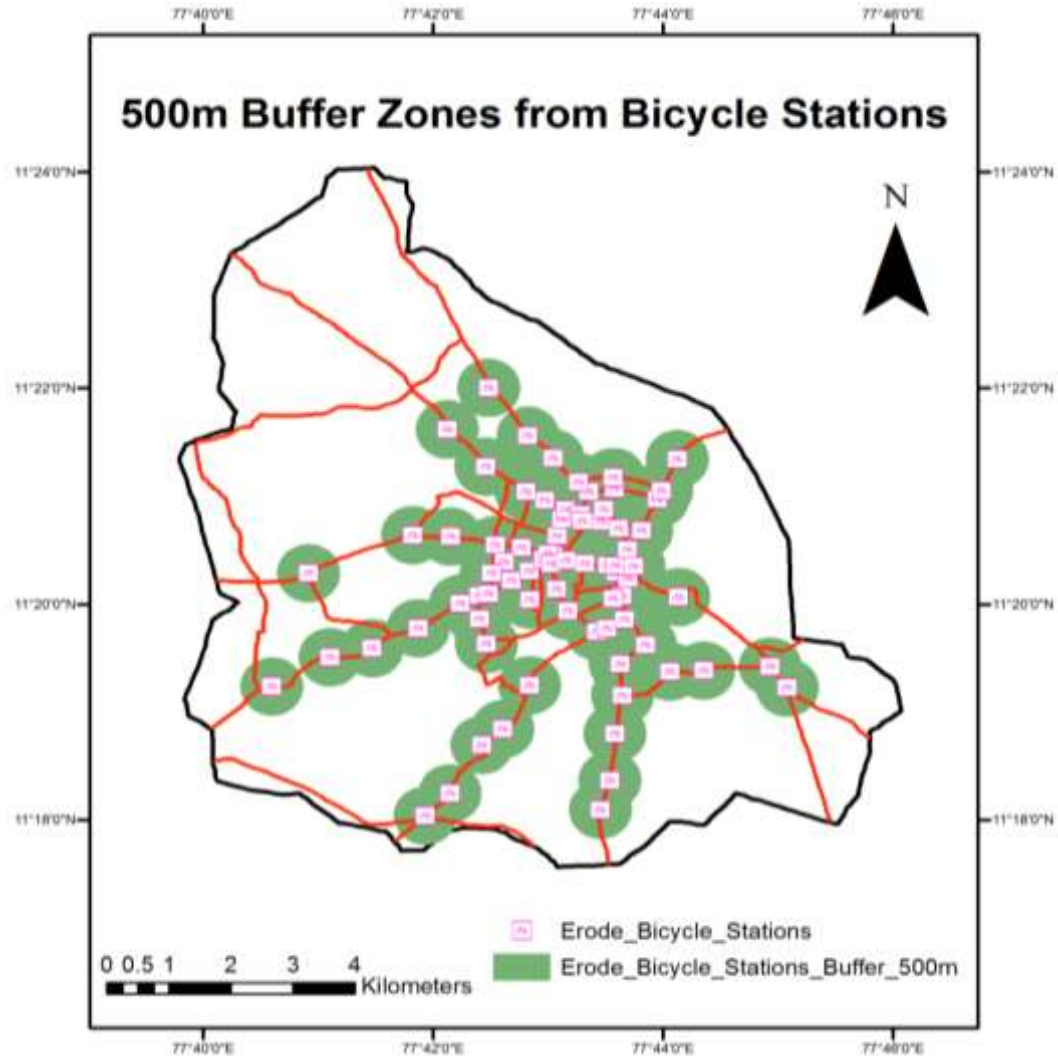 77°40'0"E 77°42'0"E 77°44'0"E 77°46'0"E
500m Buffer Zones from Bicycle Stations
11°24'0"N 11°24'0"N
N
11°22'0"N 11°22'0"N
11°20'0"N 11°20'0"N
11°18'0"N 11°18'0"N
Erode_Bicycle_Stations
Erode_Bicycle_Stations_Buffer_500m
0 0.5 1 2 3 4
Kilometers
77°40'0"E 77°42'0"E 77°44'0"E 77°46'0"E